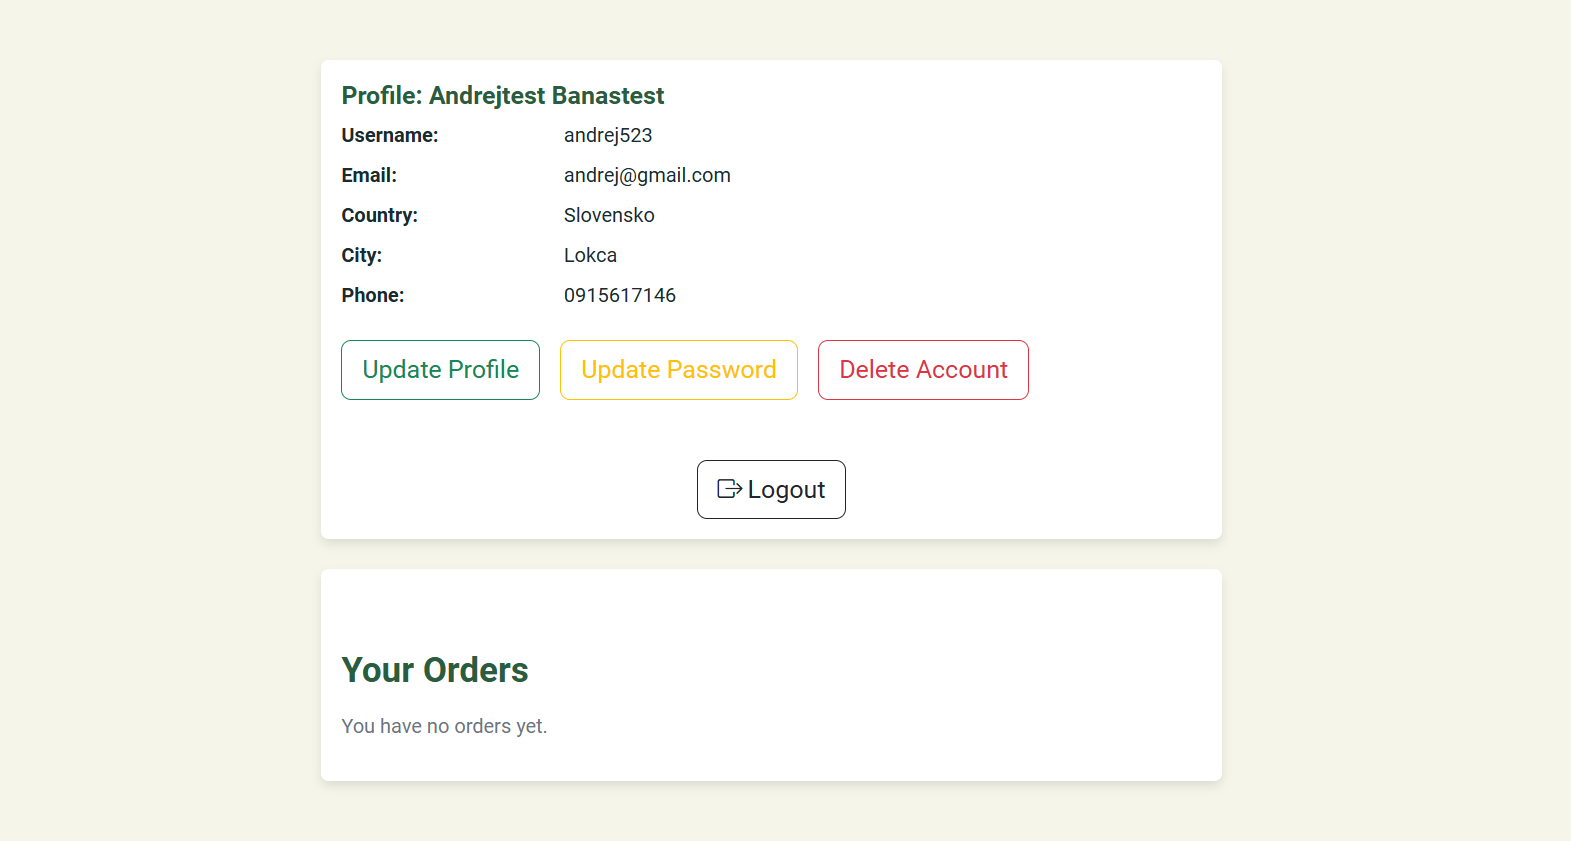 Profile: Andrejtest Banastest
Username: andrej523
Email: andrej@gmail.com
Country: Slovensko
City: Lokca
Phone: 0915617146
Update Profile Update Password Delete Account
Logout
Your Orders
You have no orders yet.